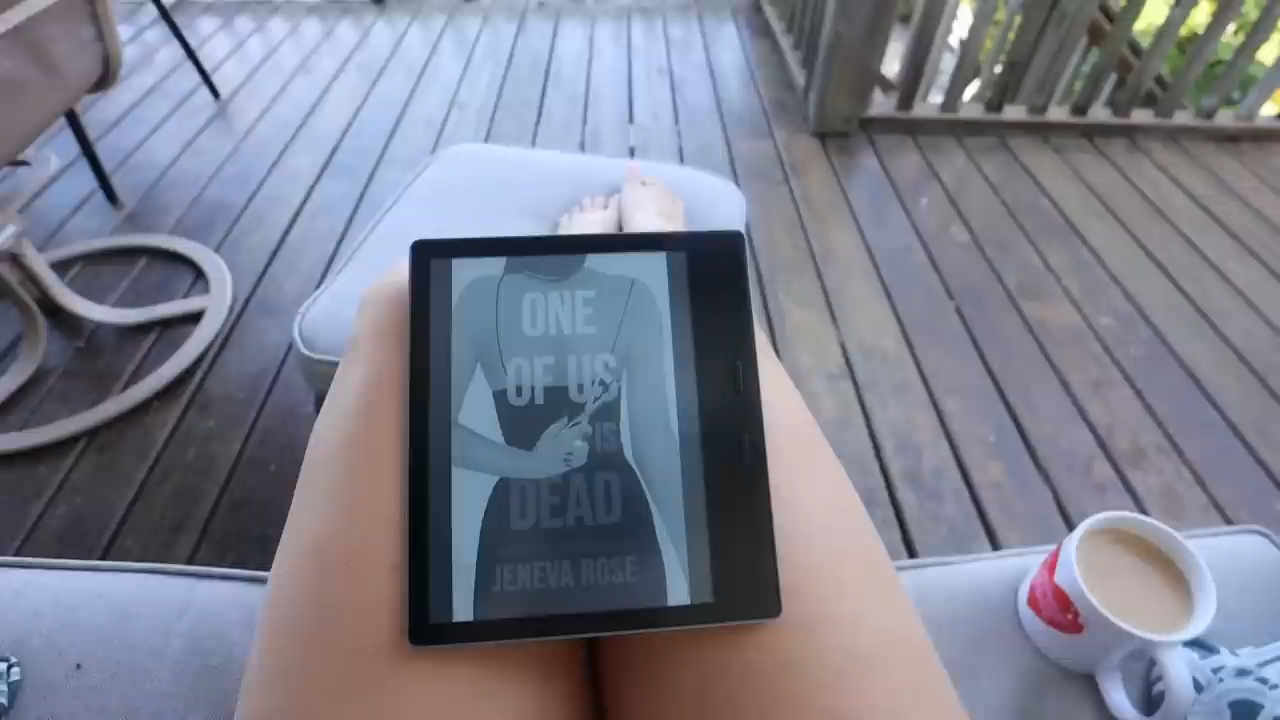 ONE
OF US
IS
DEAD
JENEVA ROSE